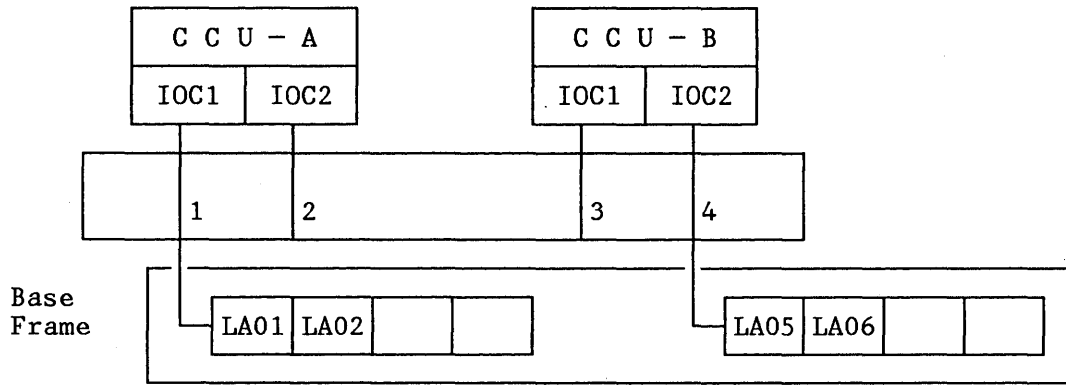 C C U - A C C U - B
IOC1 IOC2 IOC1 IOC2
1 2 3 4
Base
Frame
LA01 LA02 LA05 LA06